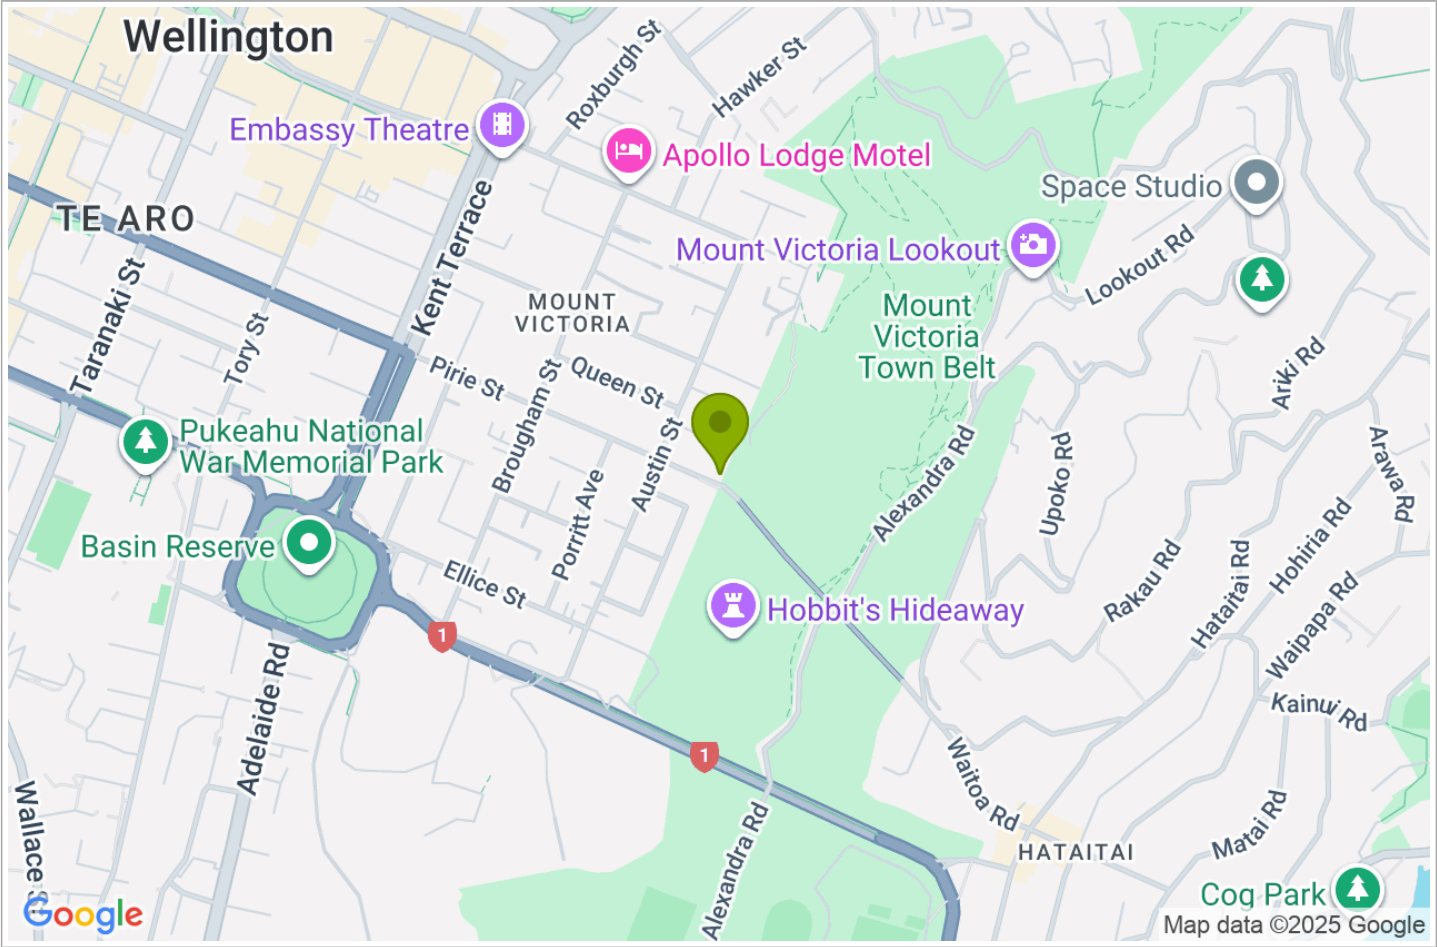 Wellington
Roxburgh St
Hawker St
Embassy Theatre
Apollo Lodge Motel
Space Studio
TE ARO
Kent Terrace
Mount Victoria Lookout
Lookout Rd
Taranaki St
Tory St
MOUNT
VICTORIA
Mount
Victoria
Town Belt
Pirie St
Queen St
Ariki Rd
Brougham St
Austin St
Pukeahu National
War Memorial Park
Porritt Ave
Alexandra Rd
Upoko Rd
Arawa Rd
Basin Reserve
Ellice St
Hobbit's Hideaway
Rakau Rd
Hataitai Rd
Hohiria Rd
Waipapa Rd
1
Adelaide Rd
Kainui Rd
1
Waitoa Rd
Wallace S
Alexandra Rd
Matai Rd
HATAITAI
Cog Park
Google
Map data ©2025 Google